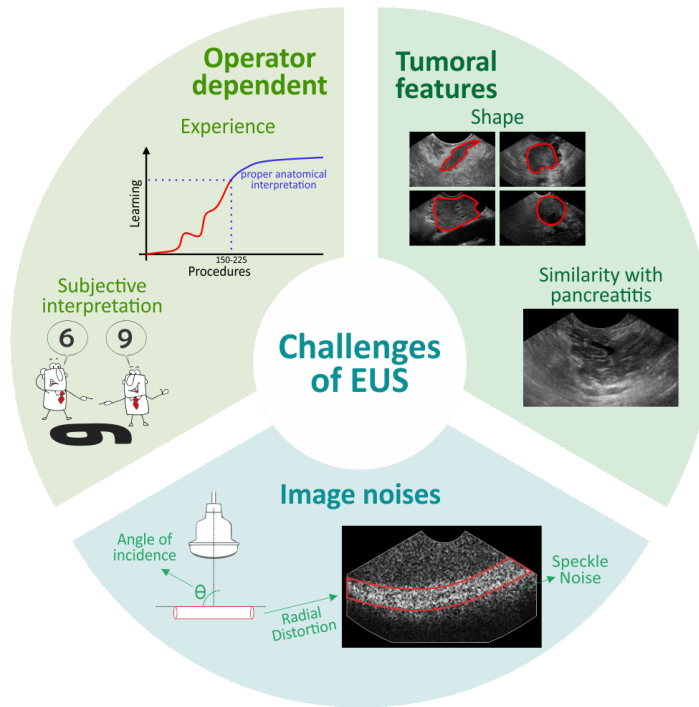 Operator
dependent
Experience
Learning
proper anatomical
interpretation
150-225
Procedures
Subjective
interpretation
6
9
6
Tumoral
features
Shape
Similarity with
pancreatitis
Challenges
of EUS
Image noises
Angle of
incidence
θ
Radial
Distortion
Speckle
Noise